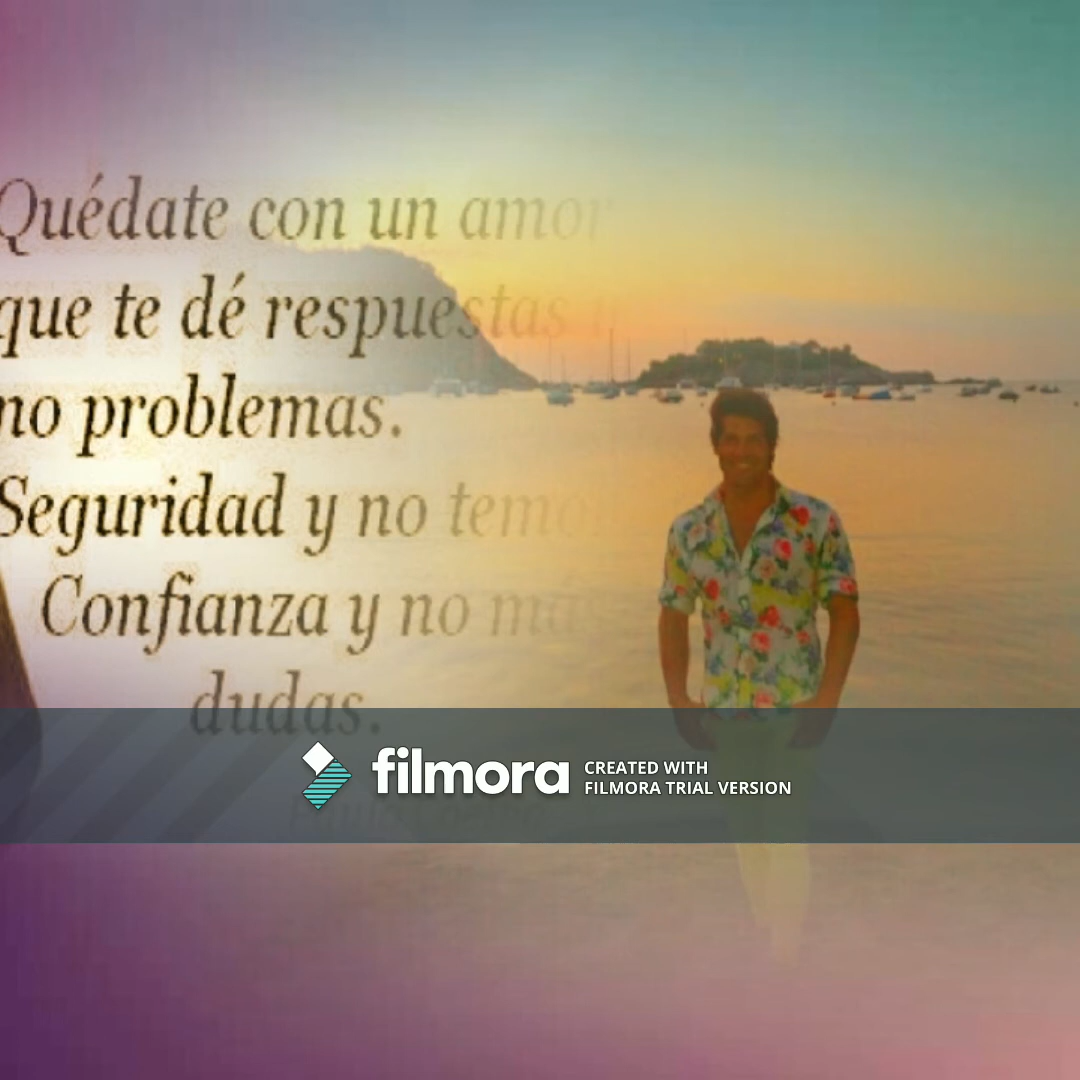 Quédate con un amor
que te dé respuestas
no problemas.
Seguridad y no
Confianza y no
dudas.
filmora
CREATED WITH
FILMORA TRIAL VERSION